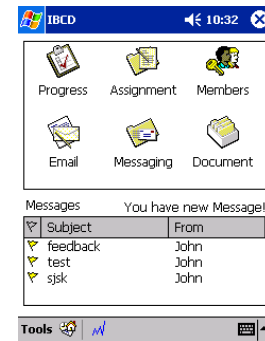 IBCD 10:32
Progress Assignment Members
Email Messaging Document
Messages You have new Message!
Subject From
feedback John
test John
sjsk John
Tools